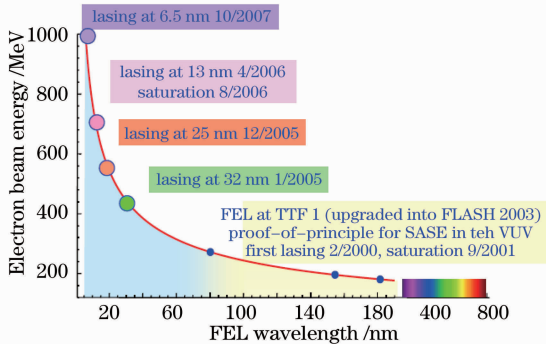 lasing at 6.5 nm 10/2007
lasing at 13 nm 4/2006
saturation 8/2006
lasing at 25 nm 12/2005
lasing at 32 nm 1/2005
FEL at TTF 1 (upgraded into FLASH 2003)
proof-of-principle for SASE in teh VUV
first lasing 2/2000, saturation 9/2001
Electron beam energy /MeV
1000
800
600
400
200
20
60
100
140
180
400
800
FEL wavelength /nm